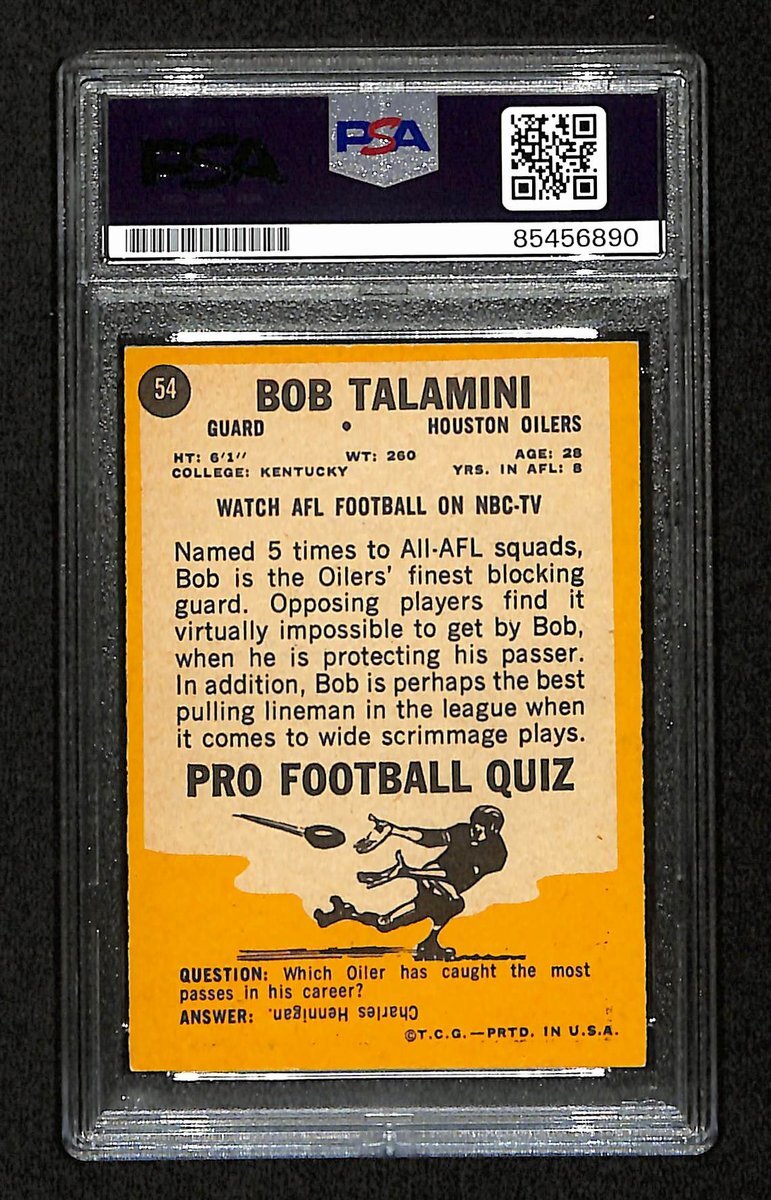 PSA
PSA
85456890
54
BOB TALAMINI
GUARD • HOUSTON OILERS
HT: 6'1" WT: 260 AGE: 28
COLLEGE: KENTUCKY YRS. IN AFL: 8
WATCH AFL FOOTBALL ON NBC-TV
Named 5 times to All-AFL squads,
Bob is the Oilers' finest blocking
guard. Opposing players find it
virtually impossible to get by Bob,
when he is protecting his passer.
In addition, Bob is perhaps the best
pulling lineman in the league when
it comes to wide scrimmage plays.
PRO FOOTBALL QUIZ
QUESTION: Which Oiler has caught the most
passes in his career?
ANSWER: Charles Hennigan.
©T.C.G.—PRTD. IN U.S.A.